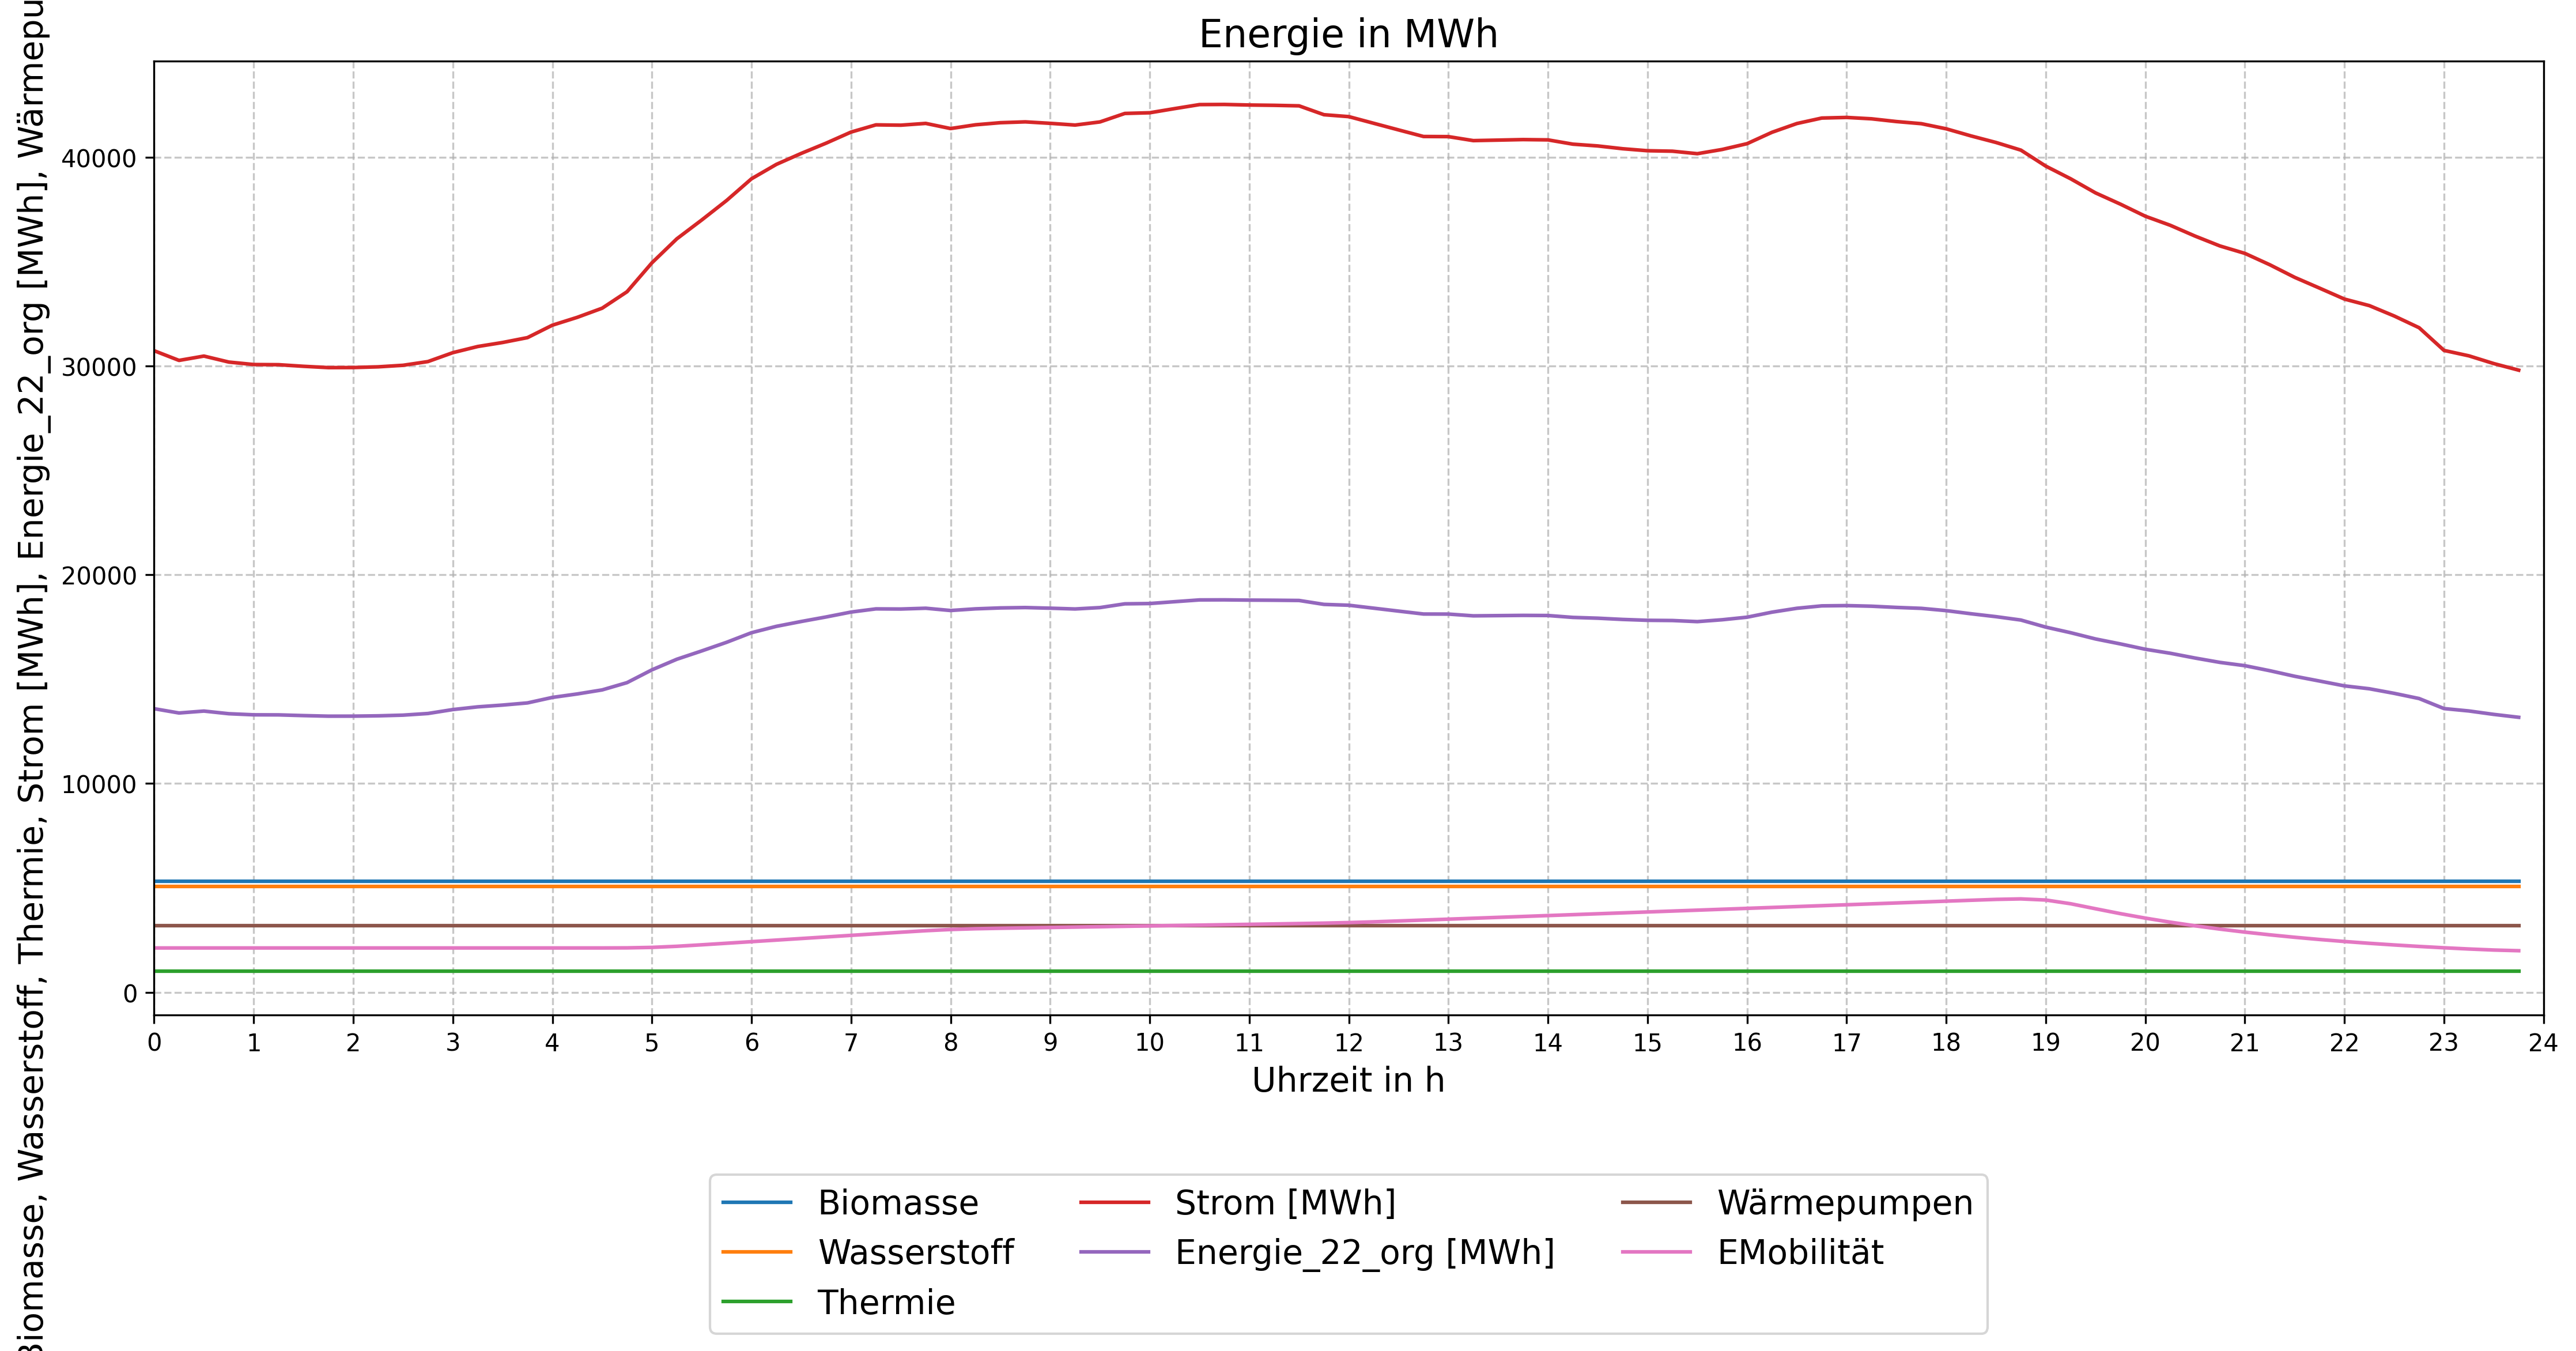 Energie in MWh
Biomasse, Wasserstoff, Thermie, Strom [MWh], Energie_22_org [MWh], Wärmepu
40000
30000
20000
10000
0
0 1 2 3 4 5 6 7 8 9 10 11 12 13 14 15 16 17 18 19 20 21 22 23 24
Uhrzeit in h
Biomasse
Wasserstoff
Thermie
Strom [MWh]
Energie_22_org [MWh]
Wärmepumpen
EMobilität